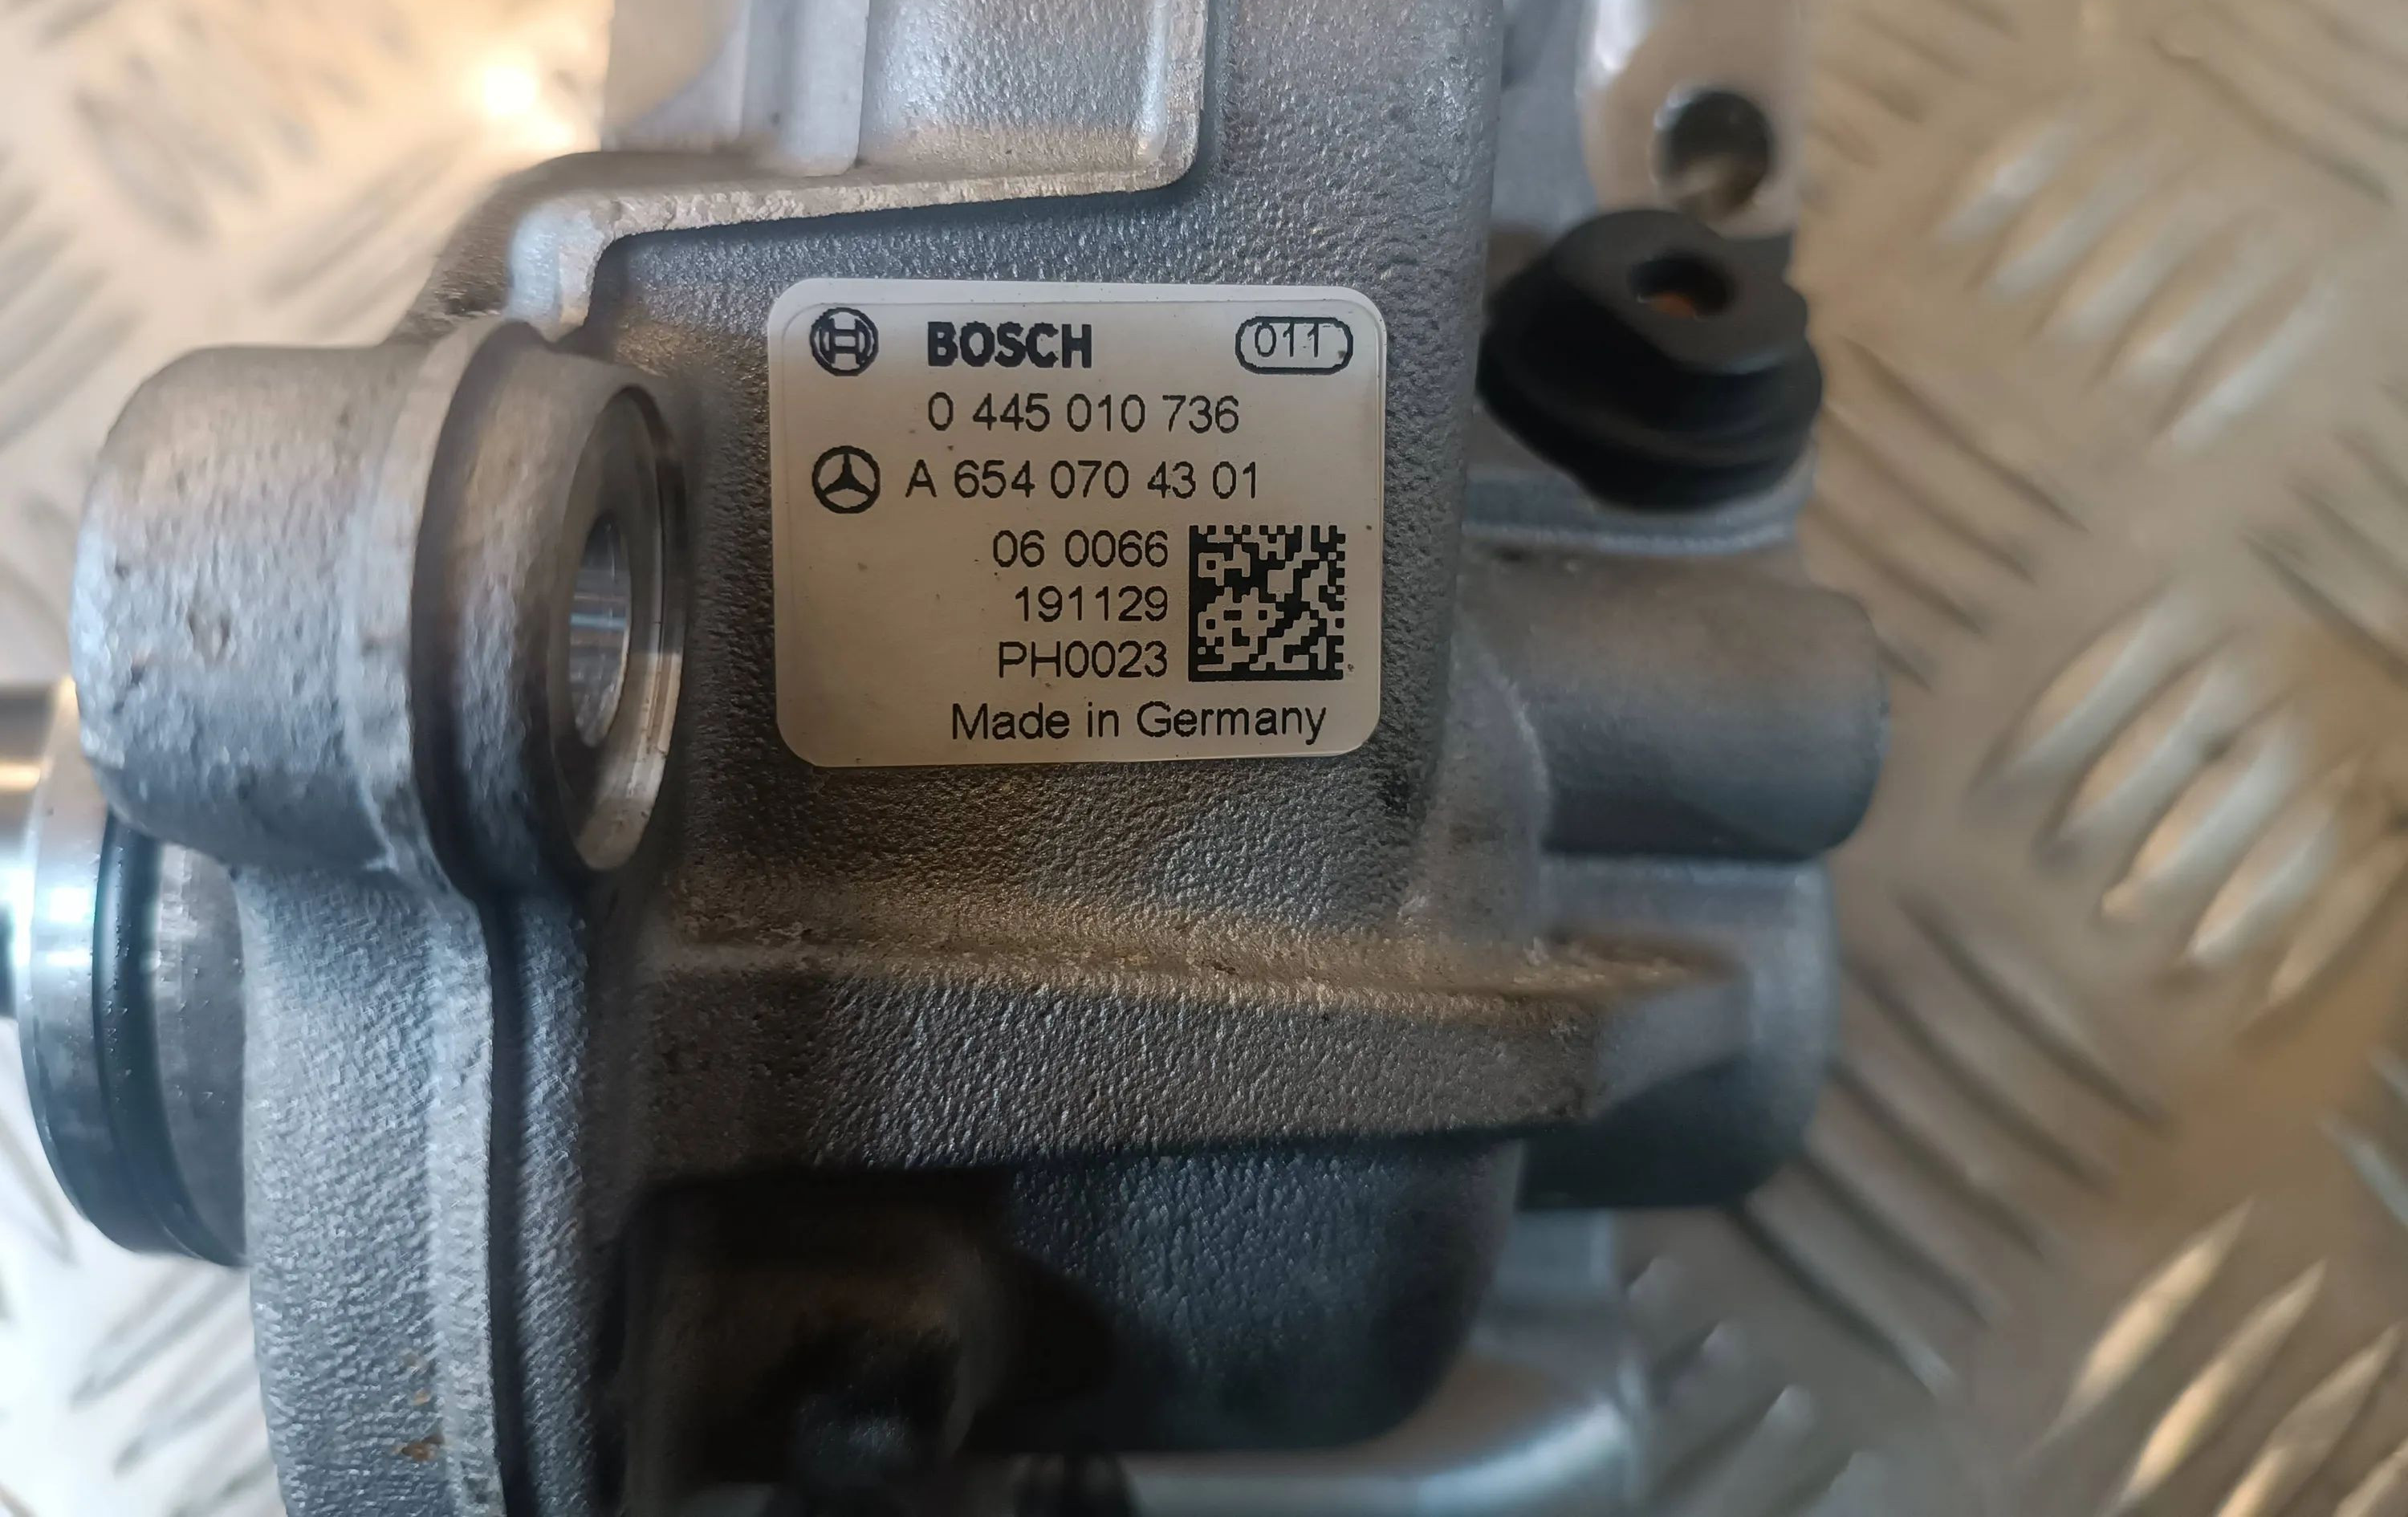 BOSCH 011
0 445 010 736
A 654 070 43 01
06 0066
191129
PH0023
Made in Germany